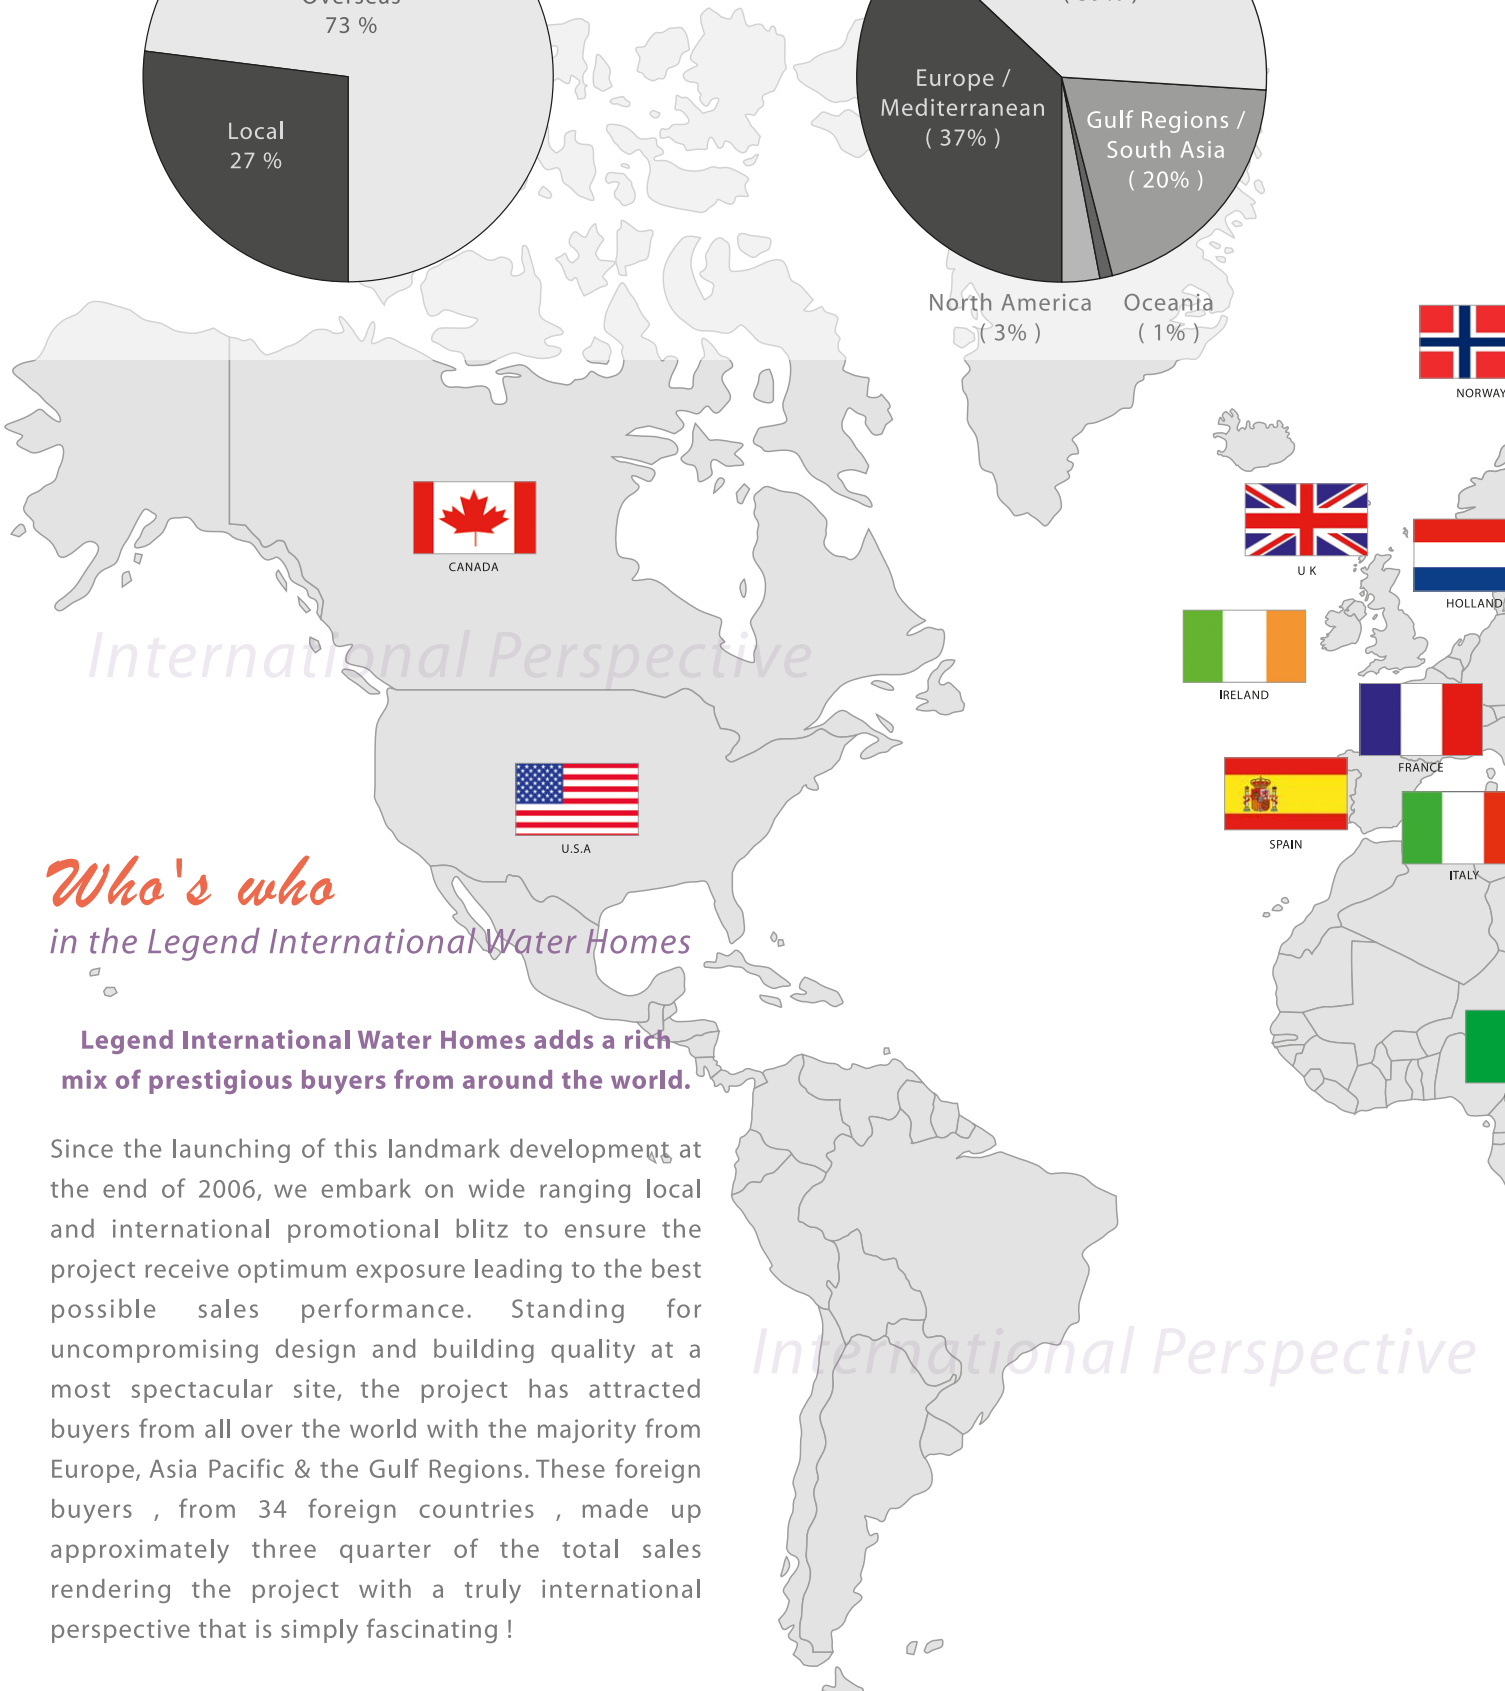 73 %
Local
27 %
Europe /
Mediterranean
( 37% )
Gulf Regions /
South Asia
( 20% )
North America
( 3% )
Oceania
( 1% )
NORWAY
CANADA
U K
HOLLAND
International Perspective
IRELAND
FRANCE
U.S.A
SPAIN
ITALY
Who's who
in the Legend International Water Homes
Legend International Water Homes adds a rich
mix of prestigious buyers from around the world.
Since the launching of this landmark development at
the end of 2006, we embark on wide ranging local
and international promotional blitz to ensure the
project receive optimum exposure leading to the best
possible sales performance. Standing for
uncompromising design and building quality at a
most spectacular site, the project has attracted
buyers from all over the world with the majority from
Europe, Asia Pacific & the Gulf Regions. These foreign
buyers , from 34 foreign countries , made up
approximately three quarter of the total sales
rendering the project with a truly international
perspective that is simply fascinating !
International Perspective